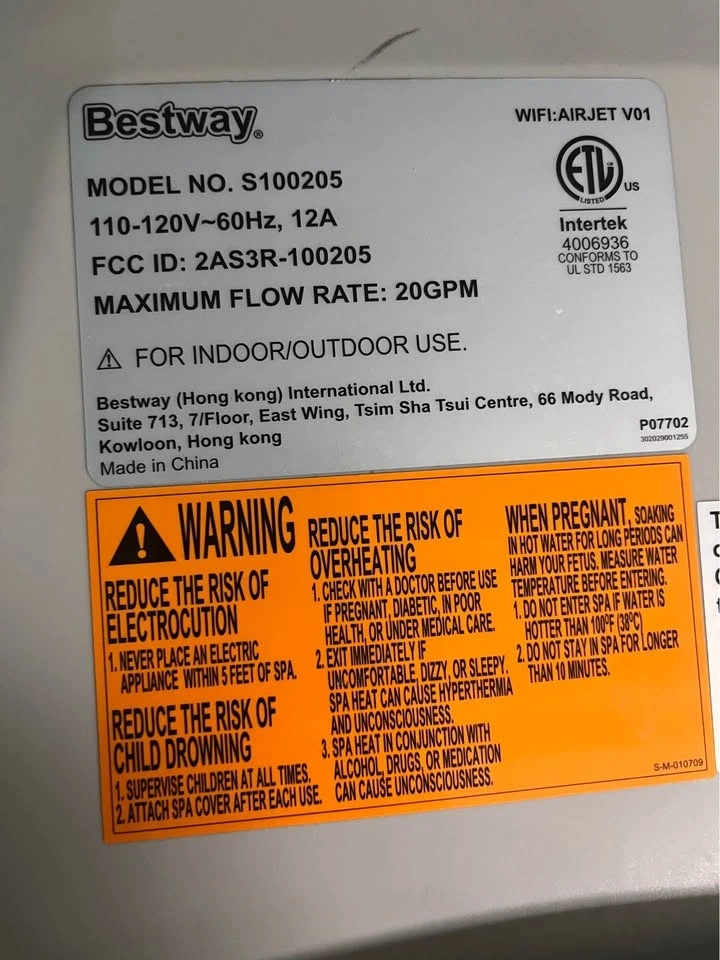 Bestway®
WIFI:AIRJET V01
MODEL NO. S100205
110-120V~60Hz, 12A
FCC ID: 2AS3R-100205
MAXIMUM FLOW RATE: 20GPM
ETL
US
LISTED
Intertek
4006936
CONFORMS TO
UL STD 1563
FOR INDOOR/OUTDOOR USE.
Bestway (Hong kong) International Ltd.
Suite 713, 7/Floor, East Wing, Tsim Sha Tsui Centre, 66 Mody Road,
Kowloon, Hong kong
Made in China
P07702
302029001255
WARNING
REDUCE THE RISK OF
ELECTROCUTION
1. NEVER PLACE AN ELECTRIC
APPLIANCE WITHIN 5 FEET OF SPA.
REDUCE THE RISK OF
CHILD DROWNING
1. SUPERVISE CHILDREN AT ALL TIMES.
2. ATTACH SPA COVER AFTER EACH USE.
REDUCE THE RISK OF
OVERHEATING
1. CHECK WITH A DOCTOR BEFORE USE
IF PREGNANT, DIABETIC, IN POOR
HEALTH, OR UNDER MEDICAL CARE.
2. EXIT IMMEDIATELY IF
UNCOMFORTABLE, DIZZY, OR SLEEPY.
SPA HEAT CAN CAUSE HYPERTHERMIA
AND UNCONSCIOUSNESS.
3. SPA HEAT IN CONJUNCTION WITH
ALCOHOL, DRUGS, OR MEDICATION
CAN CAUSE UNCONSCIOUSNESS.
WHEN PREGNANT, SOAKING
IN HOT WATER FOR LONG PERIODS CAN
HARM YOUR FETUS. MEASURE WATER
TEMPERATURE BEFORE ENTERING.
1. DO NOT ENTER SPA IF WATER IS
HOTTER THAN 100°F (38°C)
2. DO NOT STAY IN SPA FOR LONGER
THAN 10 MINUTES.
S-M-010709